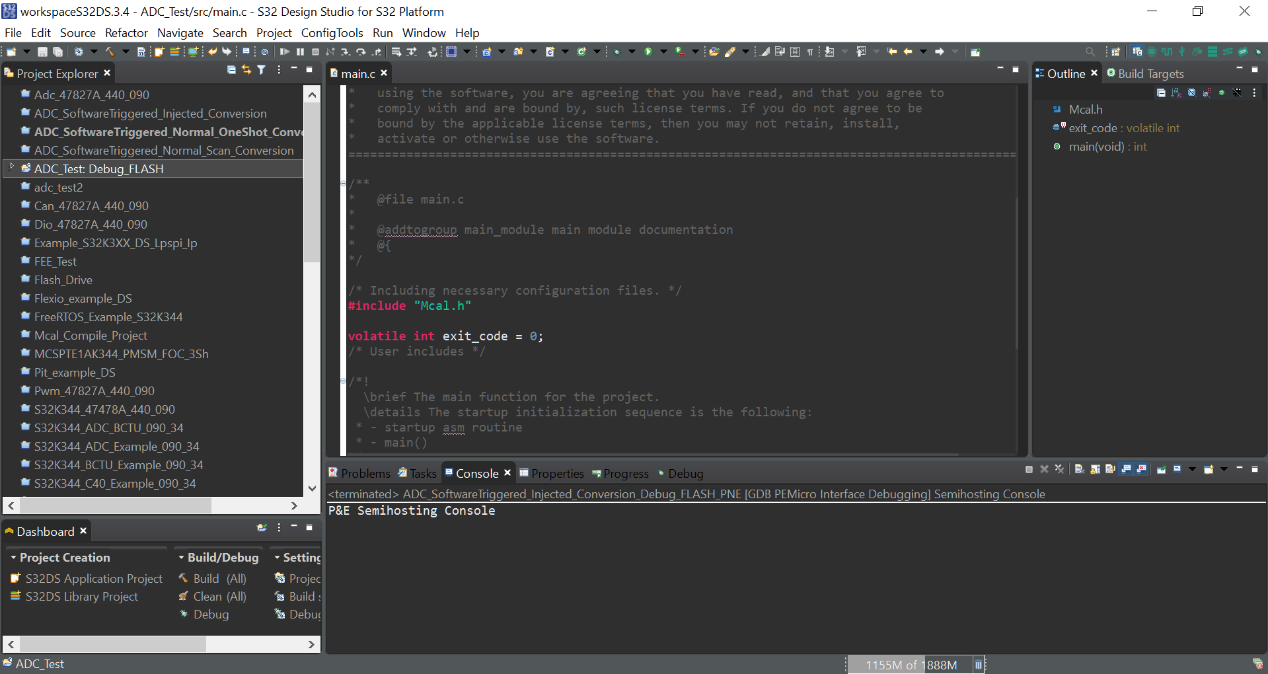 workspaceS32DS.3.4 - ADC_Test/src/main.c - S32 Design Studio for S32 Platform
File Edit Source Refactor Navigate Search Project ConfigTools Run Window Help
Project Explorer
Adc_47827A_440_090
ADC_SoftwareTriggered_Injected_Conversion
ADC_SoftwareTriggered_Normal_OneShot_Conv
ADC_SoftwareTriggered_Normal_Scan_Conversion
ADC_Test: Debug_FLASH
adc_test2
Can_47827A_440_090
Dio_47827A_440_090
Example_S32K3XX_DS_Lpspi_Ip
FEE_Test
Flash_Drive
Flexio_example_DS
FreeRTOS_Example_S32K344
Mcal_Compile_Project
MCSPTE1AK344_PMSM_FOC_3Sh
Pit_example_DS
Pwm_47827A_440_090
S32K344_47478A_440_090
S32K344_ADC_BCTU_090_34
S32K344_ADC_Example_090_34
S32K344_BCTU_Example_090_34
S32K344_C40_Example_090_34
main.c
* using the software, you are agreeing that you have read, and that you agree to
* comply with and are bound by, such license terms. If you do not agree to be
* bound by the applicable license terms, then you may not retain, install,
* activate or otherwise use the software.
==============================================================================================
/**
* @file main.c
*
* @addtogroup main_module main module documentation
* @{
*/
/* Including necessary configuration files. */
#include "Mcal.h"
volatile int exit_code = 0;
/* User includes */
/*!
\brief The main function for the project.
\details The startup initialization sequence is the following:
* - startup asm routine
* - main()
Outline Build Targets
Mcal.h
exit_code : volatile int
main(void) : int
Problems Tasks Console Properties Progress Debug
<terminated> ADC_SoftwareTriggered_Injected_Conversion_Debug_FLASH_PNE [GDB PEMicro Interface Debugging] Semihosting Console
P&E Semihosting Console
Dashboard
Project Creation
S32DS Application Project
S32DS Library Project
Build/Debug
Build (All)
Clean (All)
Debug
Setting
Projec
Build
Debu
ADC_Test
1155M of 1888M